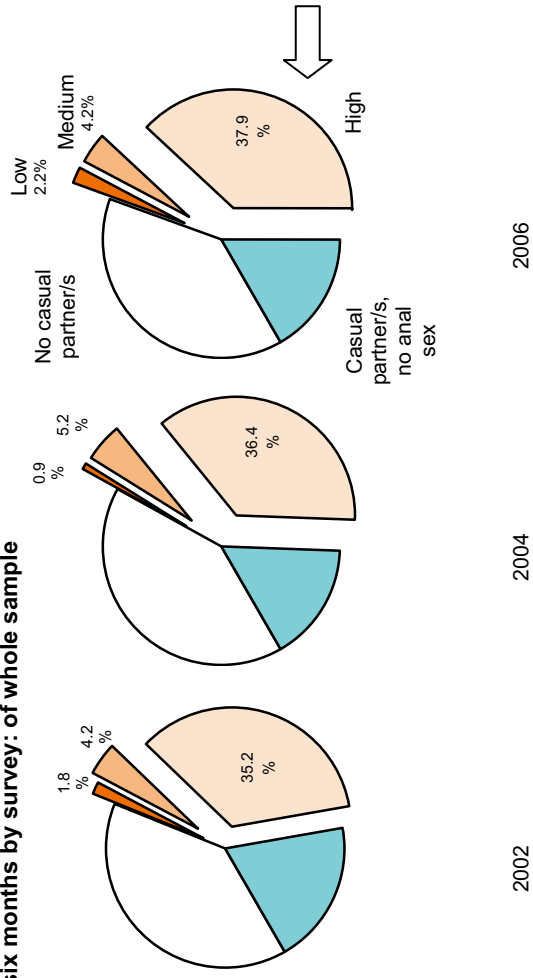 six months by survey: of whole sample
1.8
%
4.2
%
35.2
%
2002
0.9
%
5.2
%
36.4
%
2004
No casual
partner/s
Low
2.2%
Medium
4.2%
37.9
%
High
Casual
partner/s,
no anal
sex
2006